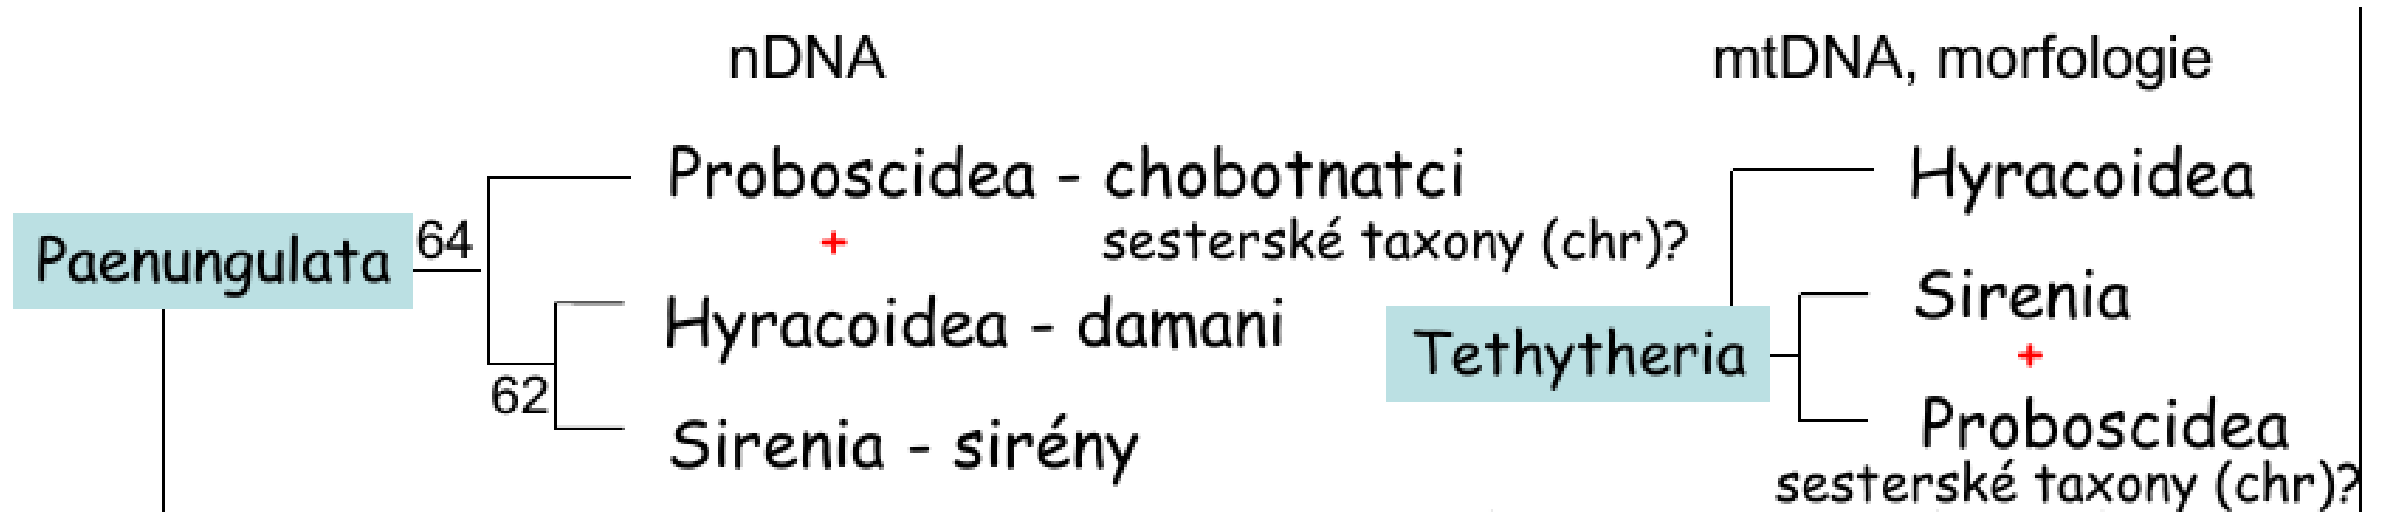 nDNA
mtDNA, morfologie
Proboscidea - chobotnatci
Hyracoidea
64
Paenungulata
+
sesterské taxony (chr)?
Sirenia
Hyracoidea - damani
Tethytheria
+
62
Proboscidea
Sirenia - sirény
sesterské taxony (chr)?